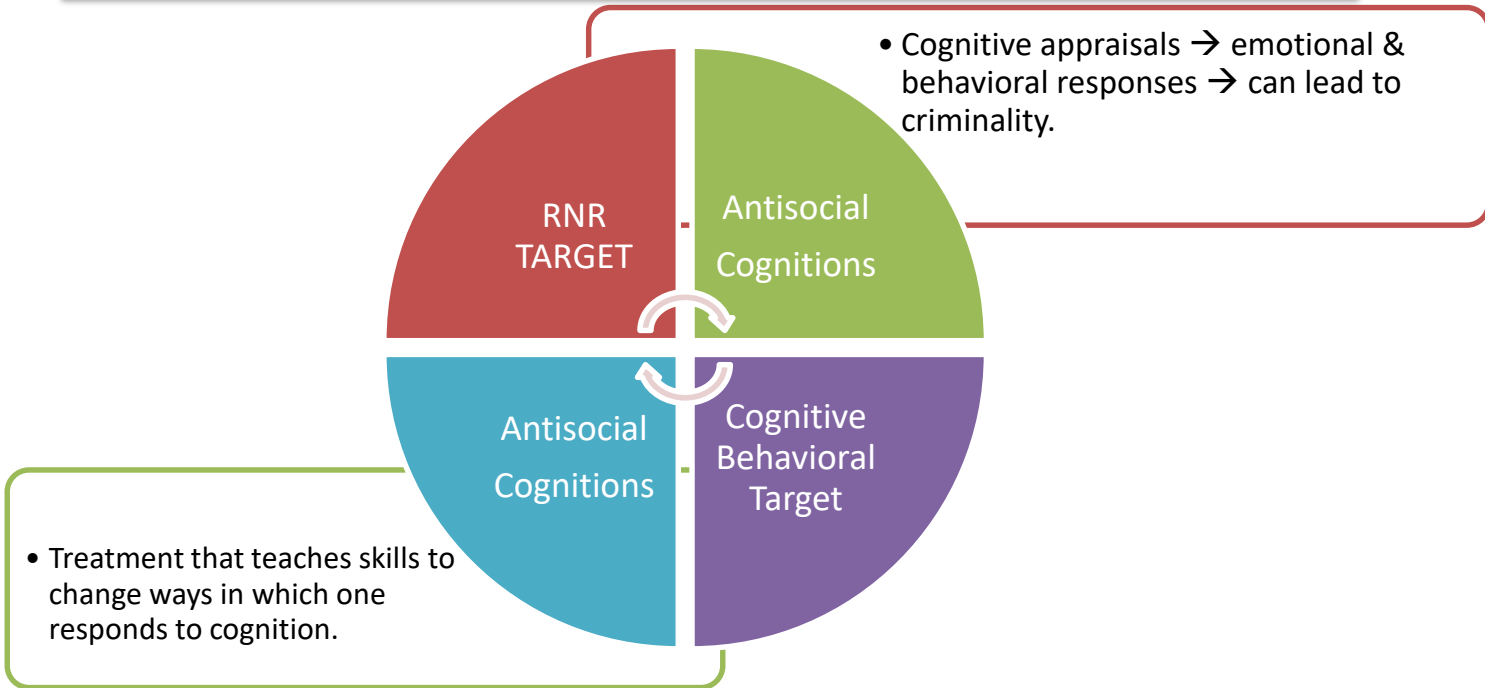 • Cognitive appraisals → emotional &
behavioral responses → can lead to
criminality.
RNR
TARGET
Antisocial
Cognitions
Antisocial
Cognitions
Cognitive
Behavioral
Target
• Treatment that teaches skills to
change ways in which one
responds to cognition.